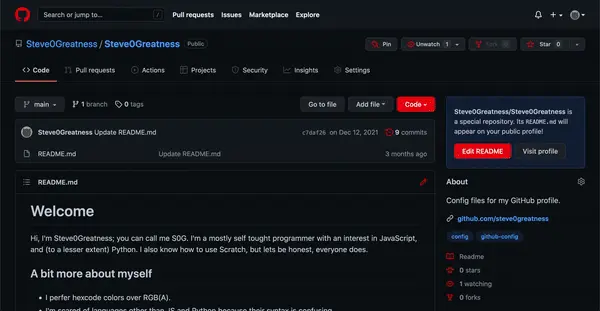 Search or jump to... / Pull requests Issues Marketplace Explore
Steve0Greatness / Steve0Greatness Public Pin Unwatch 1 Fork 0 Star 0
Code Pull requests Actions Projects Security Insights Settings
main 1 branch 0 tags Go to file Add file Code
Steve0Greatness Update README.md c7daf26 on Dec 12, 2021 9 commits
README.md Update README.md 3 months ago
README.md
Welcome
Hi, I'm Steve0Greatness; you can call me S0G. I'm a mostly self tought programmer with an interest in JavaScript,
and (to a lesser extent) Python. I also know how to use Scratch, but lets be honest, everyone does.
A bit more about myself
• I perfer hexcode colors over RGB(A).
• I'm scared of languages other than JS and Python because their syntax is confusing.
Steve0Greatness/Steve0Greatness is
a special repository. Its README.md will
appear on your public profile!
Edit README Visit profile
About
Config files for my GitHub profile.
github.com/steve0greatness
config github-config
Readme
0 stars
1 watching
0 forks